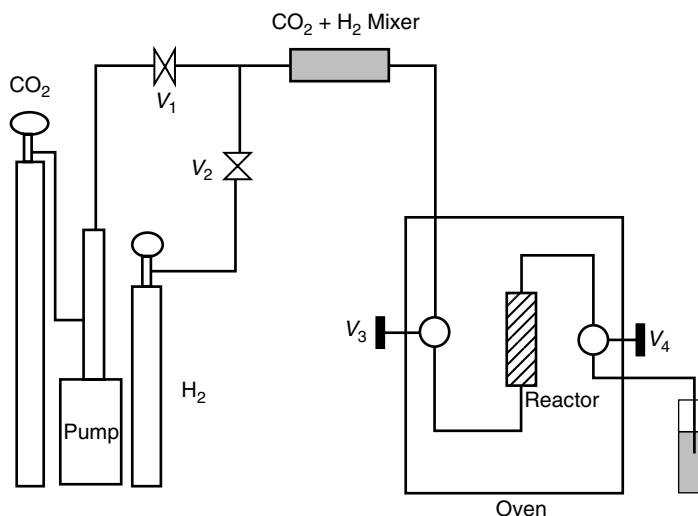 CO₂ + H₂ Mixer
CO₂
V₁
V₂
V₃
V₄
H₂
Reactor
Pump
Oven